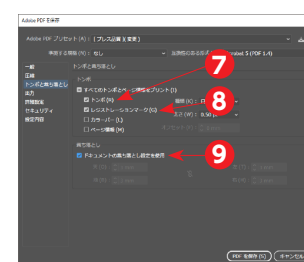 Adobe PDF を保存
Adobe PDF プリセット (A) : [プレス品質] (変更)
準拠する規格 (N) : なし
互換性のある形式 Acrobat 5 (PDF 1.4)
一般
圧縮
トンボと裁ち落とし
出力
詳細設定
セキュリティ
設定内容
トンボと裁ち落とし
トンボ
すべてのトンボとページ情報をプリント (I)
トンボ (R)
レジストレーションマーク (G)
カラーバー (L)
ページ情報 (M)
種類 (K) :
太さ (W) : 0.50 p
裁ち落とし
ドキュメントの裁ち落とし設定を使用
7
8
9
PDF を保存 (S)
キャンセル